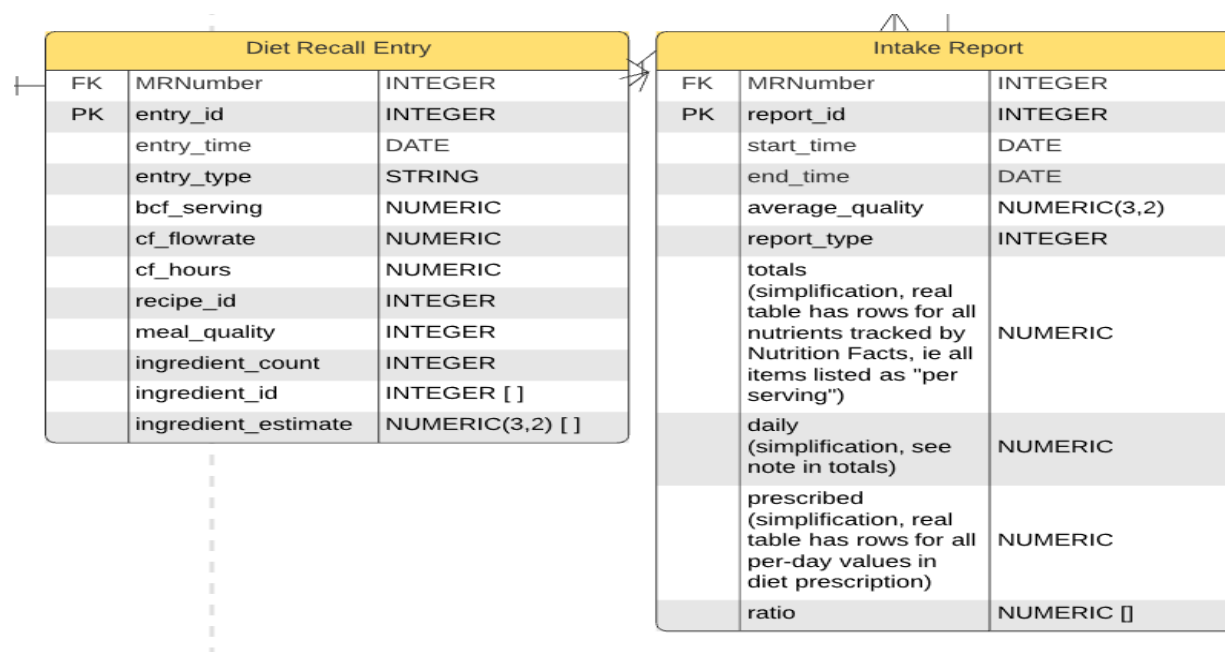 Diet Recall Entry
FK MRNumber INTEGER
PK entry_id INTEGER
entry_time DATE
entry_type STRING
bcf_serving NUMERIC
cf_flowrate NUMERIC
cf_hours NUMERIC
recipe_id INTEGER
meal_quality INTEGER
ingredient_count INTEGER
ingredient_id INTEGER [ ]
ingredient_estimate NUMERIC(3,2) [ ]
Intake Report
FK MRNumber INTEGER
PK report_id INTEGER
start_time DATE
end_time DATE
average_quality NUMERIC(3,2)
report_type INTEGER
totals
(simplification, real
table has rows for all
nutrients tracked by
Nutrition Facts, ie all
items listed as "per
serving")
NUMERIC
daily
(simplification, see
note in totals)
NUMERIC
prescribed
(simplification, real
table has rows for all
per-day values in
diet prescription)
NUMERIC
ratio NUMERIC []